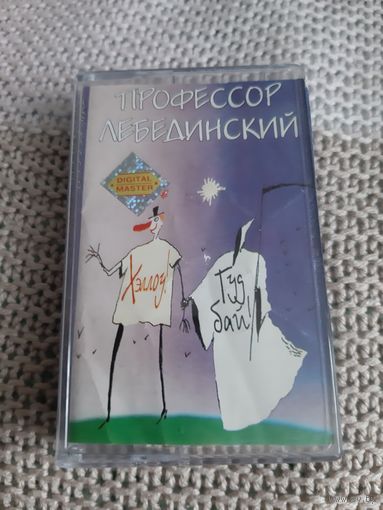 ПРОФЕССОР
ЛЕБЕДИНСКИЙ
DIGITAL
MASTER
Хэллоу!
Гуд
бай!